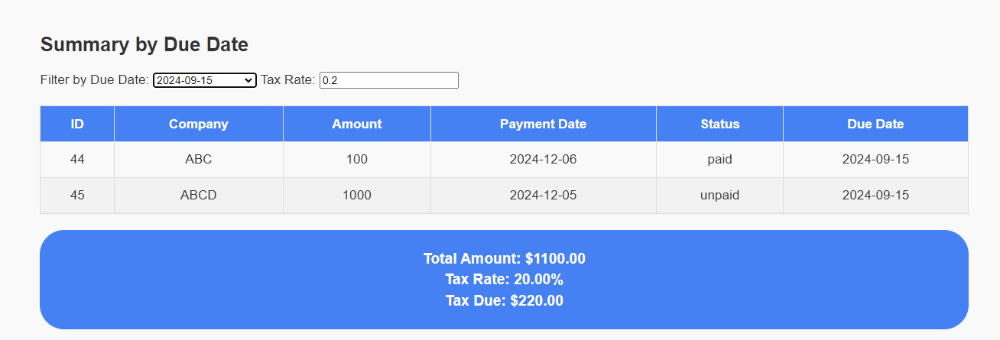 Summary by Due Date
Filter by Due Date: 2024-09-15 Tax Rate: 0.2
ID Company Amount Payment Date Status Due Date
44 ABC 100 2024-12-06 paid 2024-09-15
45 ABCD 1000 2024-12-05 unpaid 2024-09-15
Total Amount: $1100.00
Tax Rate: 20.00%
Tax Due: $220.00